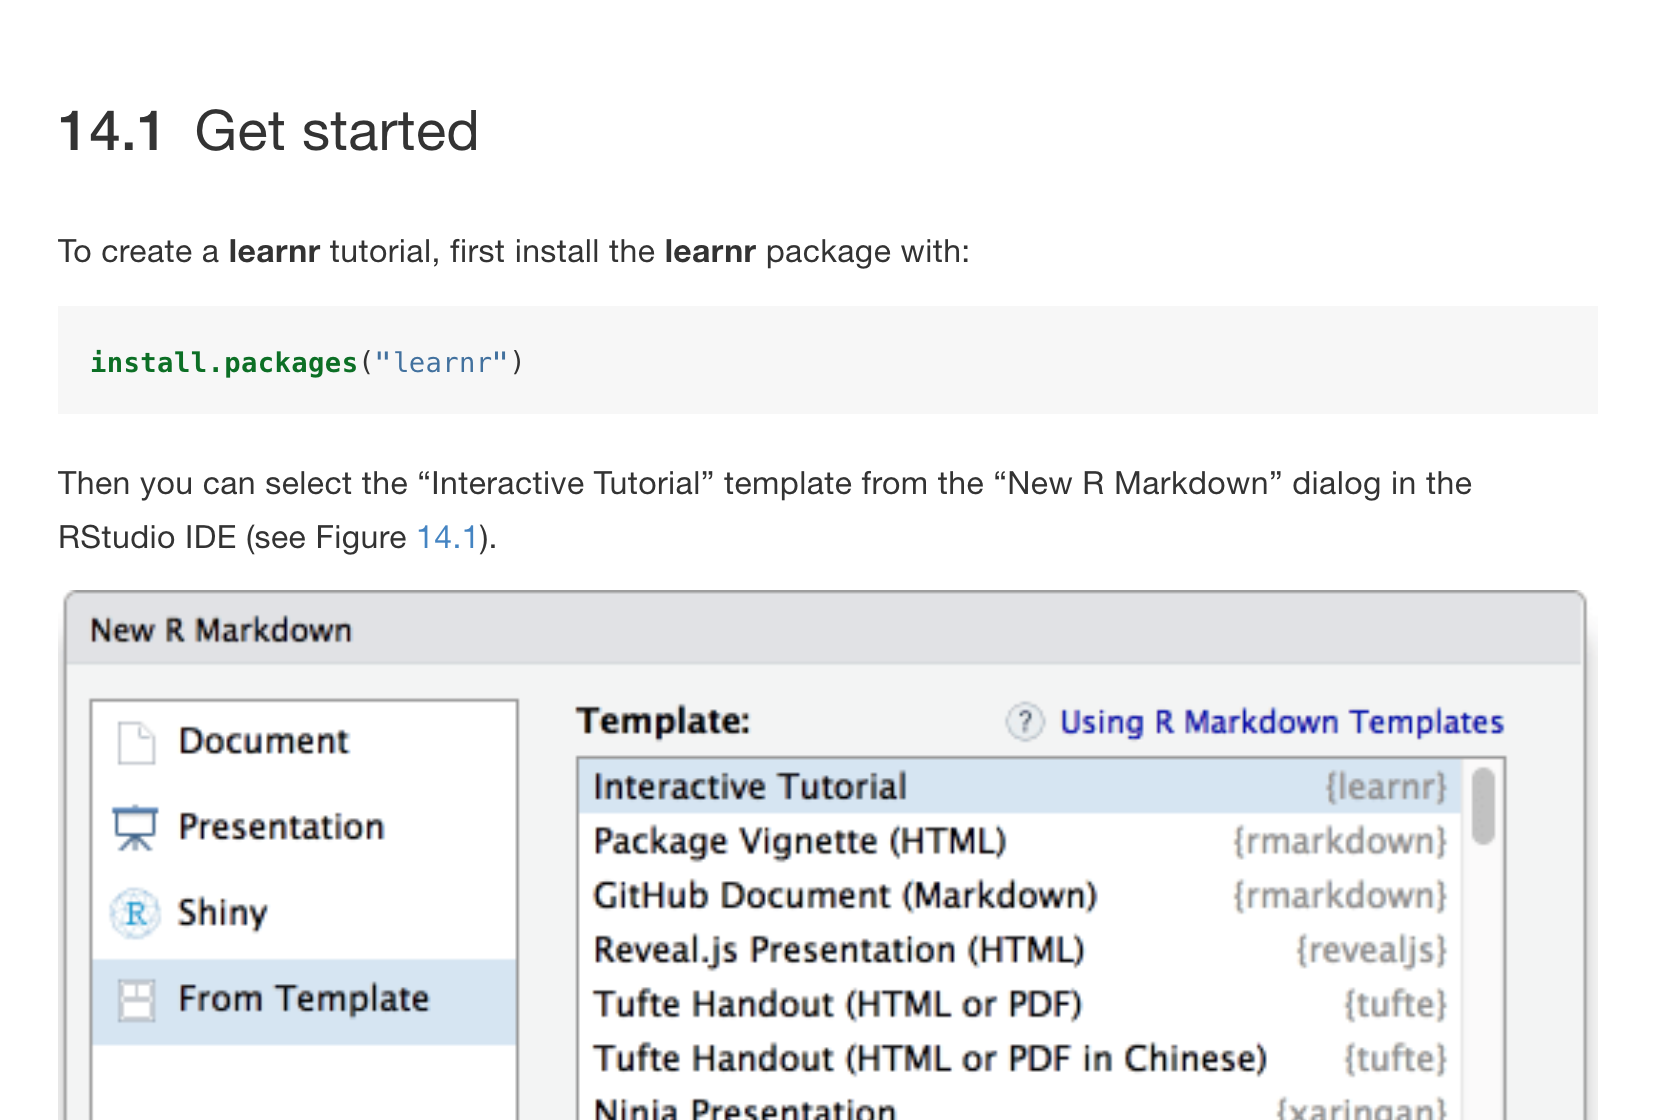 14.1 Get started
To create a learnr tutorial, first install the learnr package with:
install.packages("learnr")
Then you can select the “Interactive Tutorial” template from the “New R Markdown” dialog in the
RStudio IDE (see Figure 14.1).
New R Markdown
Document
Presentation
Shiny
From Template
Template:
? Using R Markdown Templates
Interactive Tutorial {learnr}
Package Vignette (HTML) {rmarkdown}
GitHub Document (Markdown) {rmarkdown}
Reveal.js Presentation (HTML) {revealjs}
Tufte Handout (HTML or PDF) {tufte}
Tufte Handout (HTML or PDF in Chinese) {tufte}
Ninja Presentation {xaringan}